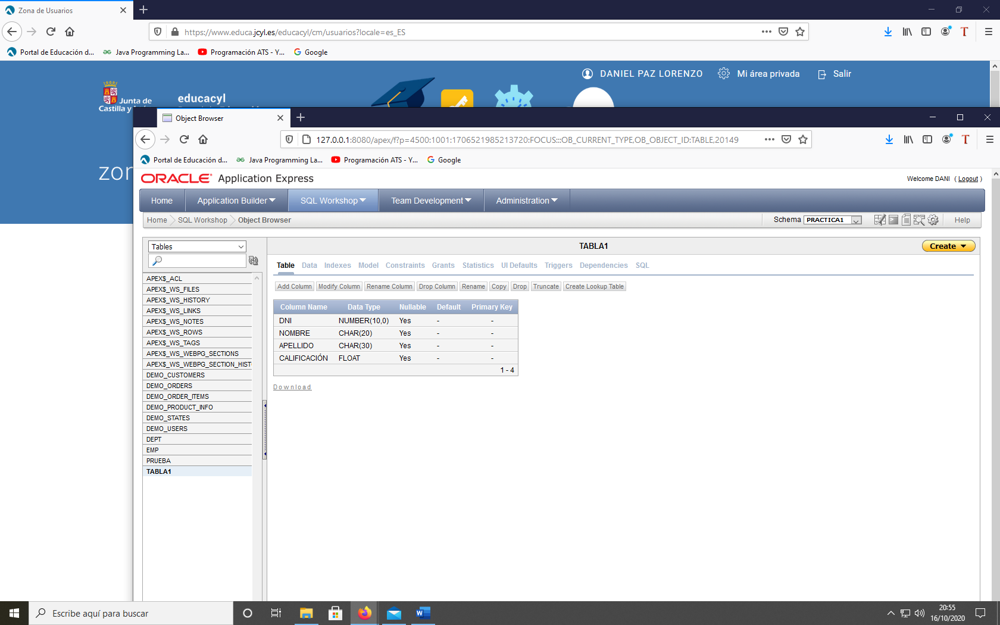 Zona de Usuarios
https://www.educa.jcyl.es/educacyl/cm/usuarios?locale=es_ES
Portal de Educación d... Java Programming La... Programación ATS - Y... Google
DANIEL PAZ LORENZO Mi área privada Salir
Junta de
Castilla y
educacyl
zor
Object Browser
127.0.0.1:8080/apex/f?p=4500:1001:1706521985213720:FOCUS:::OB_CURRENT_TYPE,OB_OBJECT_ID:TABLE,20149
Portal de Educación d... Java Programming La... Programación ATS - Y... Google
ORACLE Application Express
Welcome DANI ( Logout )
Home Application Builder SQL Workshop Team Development Administration
Home SQL Workshop Object Browser
Schema PRACTICA1 Help
Tables
TABLA1
Create
Table Data Indexes Model Constraints Grants Statistics UI Defaults Triggers Dependencies SQL
Add Column Modify Column Rename Column Drop Column Rename Copy Drop Truncate Create Lookup Table
Column Name Data Type Nullable Default Primary Key
DNI NUMBER(10,0) Yes - -
NOMBRE CHAR(20) Yes - -
APELLIDO CHAR(30) Yes - -
CALIFICACIÓN FLOAT Yes - -
1 - 4
Download
APEX$_ACL
APEX$_WS_FILES
APEX$_WS_HISTORY
APEX$_WS_LINKS
APEX$_WS_NOTES
APEX$_WS_ROWS
APEX$_WS_TAGS
APEX$_WS_WEBPG_SECTIONS
APEX$_WS_WEBPG_SECTION_HIST
DEMO_CUSTOMERS
DEMO_ORDERS
DEMO_ORDER_ITEMS
DEMO_PRODUCT_INFO
DEMO_STATES
DEMO_USERS
DEPT
EMP
PRUEBA
TABLA1
Escribe aquí para buscar
20:55
16/10/2020